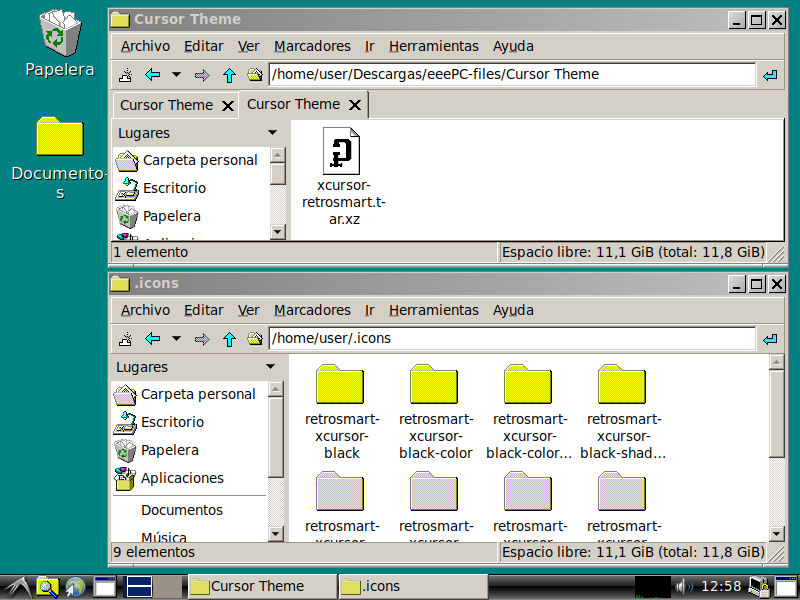 Papelera
Documento-
s
Cursor Theme
Archivo Editar Ver Marcadores Ir Herramientas Ayuda
/home/user/Descargas/eeePC-files/Cursor Theme
Cursor Theme Cursor Theme
Lugares
Carpeta personal
Escritorio
Papelera
xcursor-
retrosmart.t-
ar.xz
1 elemento
Espacio libre: 11,1 GiB (total: 11,8 GiB)
.icons
Archivo Editar Ver Marcadores Ir Herramientas Ayuda
/home/user/.icons
Lugares
Carpeta personal
Escritorio
Papelera
Aplicaciones
Documentos
Música
retrosmart-
xcursor-
black
retrosmart-
xcursor-
black-color
retrosmart-
xcursor-
black-color...
retrosmart-
xcursor-
black-shad...
retrosmart-
xcursor-
retrosmart-
xcursor-
retrosmart-
xcursor-
retrosmart-
xcursor-
9 elementos
Espacio libre: 11,1 GiB (total: 11,8 GiB)
Cursor Theme
.icons
12:58